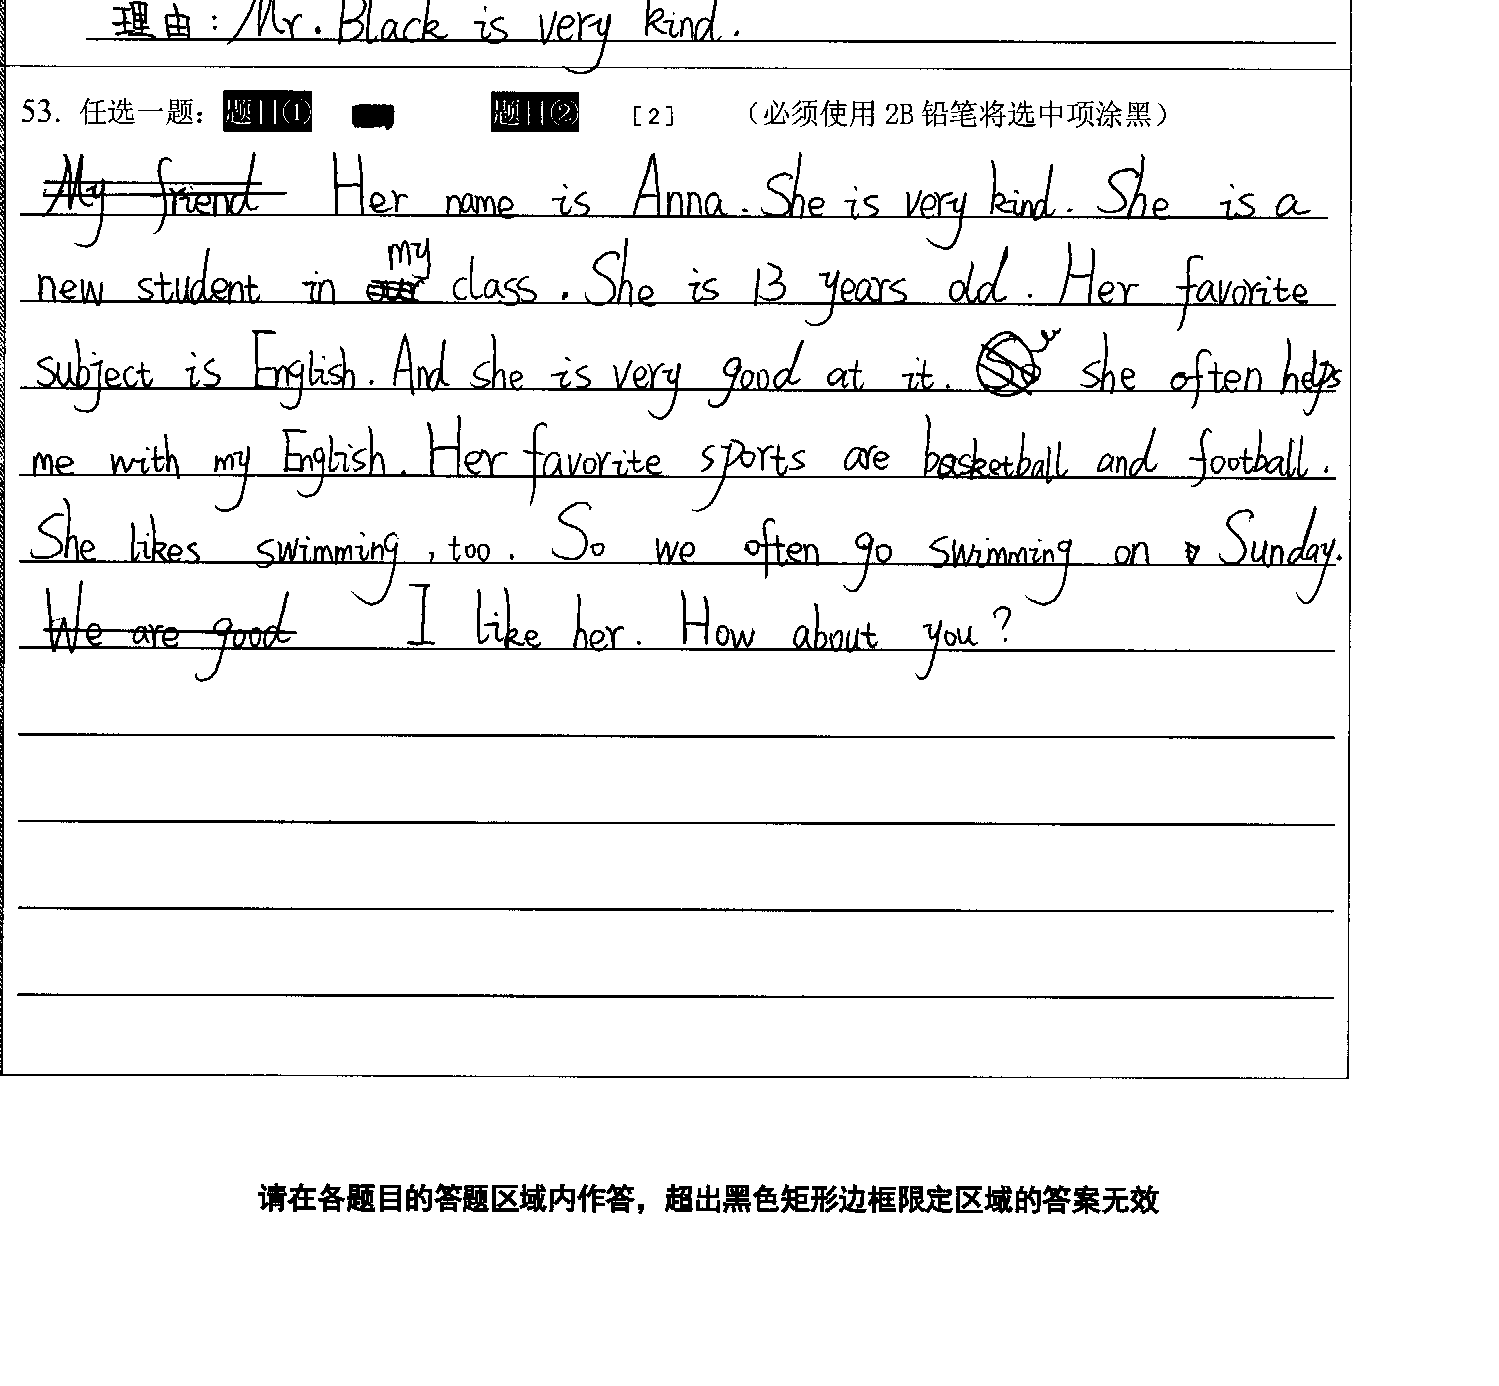 理由: Mr. Black is very kind.
53. 任选一题: 题目① 题目② [2] （必须使用 2B 铅笔将选中项涂黑）
My friend Her name is Anna. She is very kind. She is a
my
new student in our class. She is 13 years old. Her favorite
subject is English. And she is very good at it. So she often helps
me with my English. Her favorite sports are basketball and football.
She likes swimming, too. So we often go swimming on Sunday.
We are good I like her. How about you?
请在各题目的答题区域内作答，超出黑色矩形边框限定区域的答案无效